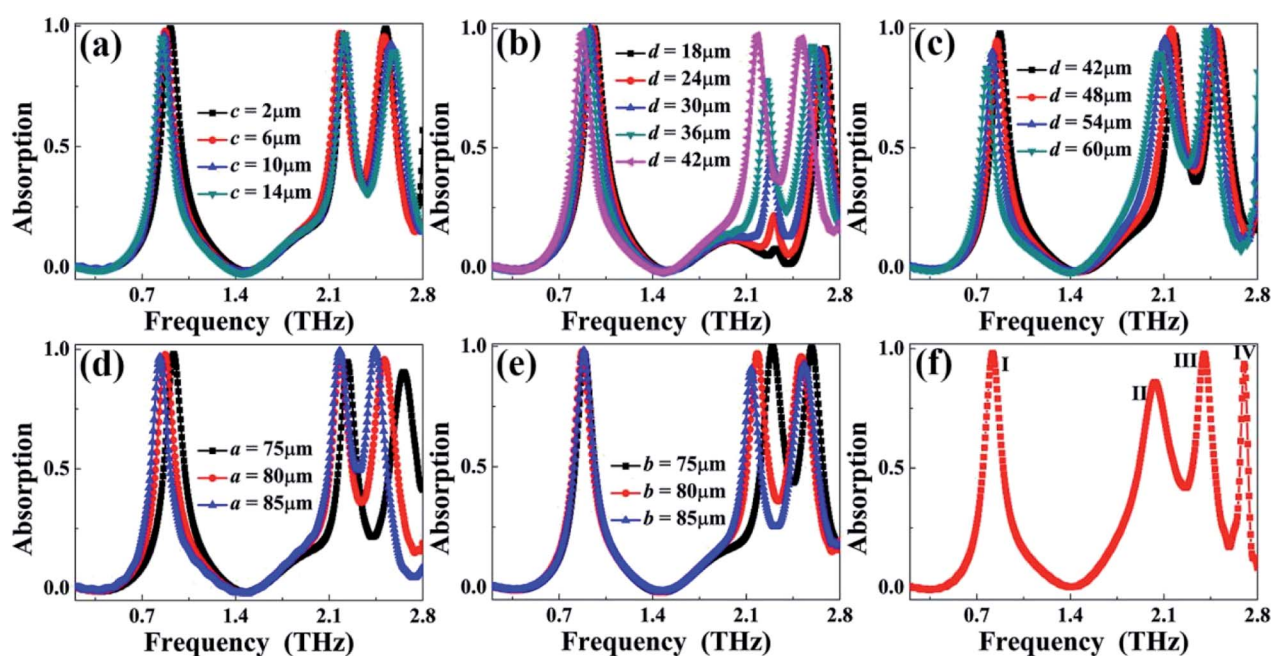 (a)
c = 2μm
c = 6μm
c = 10μm
c = 14μm
Absorption
1.0
0.5
0.0
0.7 1.4 2.1 2.8
Frequency (THz)
(b)
d = 18μm
d = 24μm
d = 30μm
d = 36μm
d = 42μm
Absorption
1.0
0.5
0.0
0.7 1.4 2.1 2.8
Frequency (THz)
(c)
d = 42μm
d = 48μm
d = 54μm
d = 60μm
Absorption
1.0
0.5
0.0
0.7 1.4 2.1 2.8
Frequency (THz)
(d)
a = 75μm
a = 80μm
a = 85μm
Absorption
1.0
0.5
0.0
0.7 1.4 2.1 2.8
Frequency (THz)
(e)
b = 75μm
b = 80μm
b = 85μm
Absorption
1.0
0.5
0.0
0.7 1.4 2.1 2.8
Frequency (THz)
(f)
I
II
III
IV
Absorption
1.0
0.5
0.0
0.7 1.4 2.1 2.8
Frequency (THz)